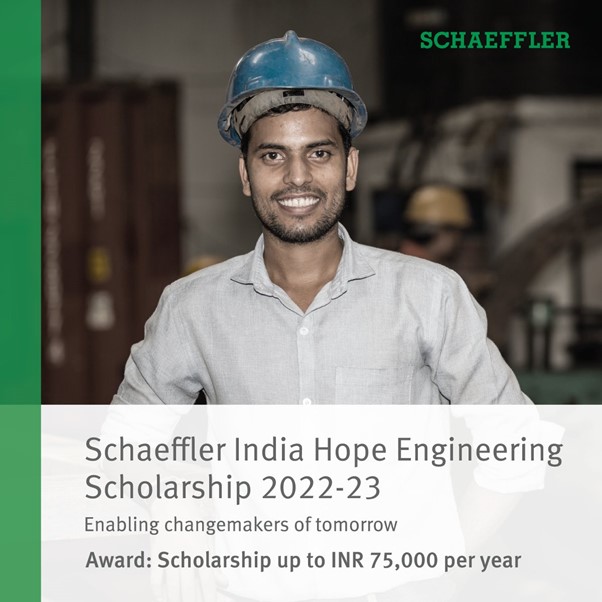 SCHAEFFLER
Schaeffler India Hope Engineering
Scholarship 2022-23
Enabling changemakers of tomorrow
Award: Scholarship up to INR 75,000 per year